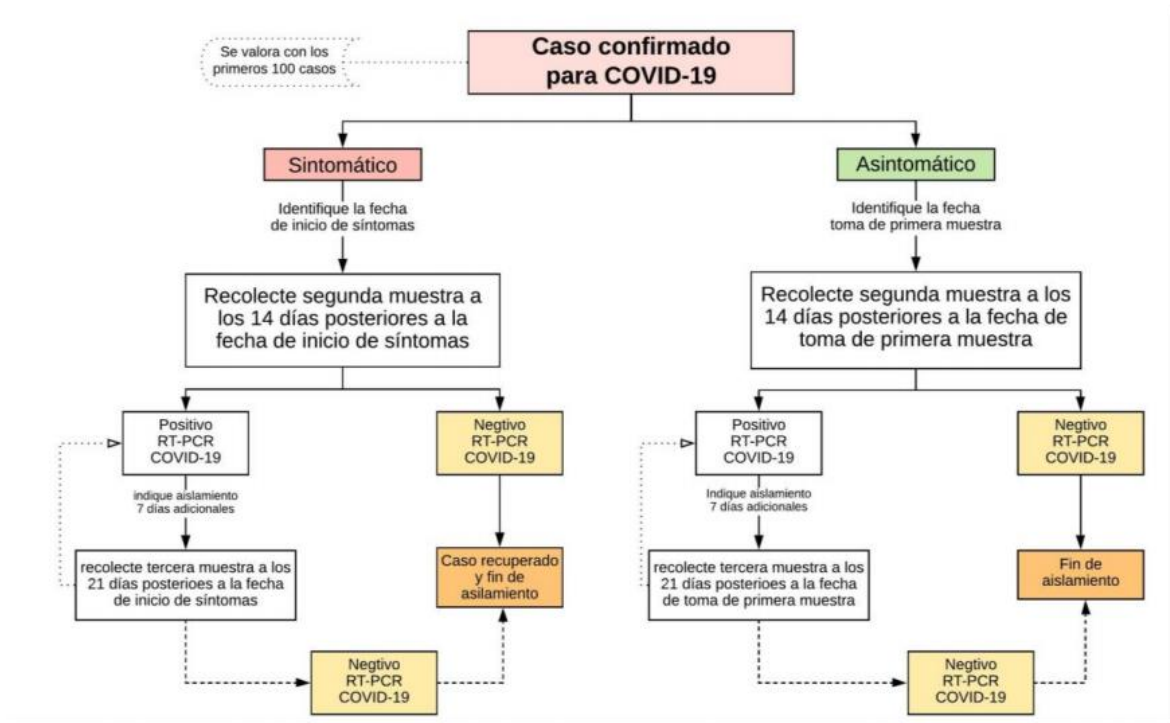 Se valora con los
primeros 100 casos
Caso confirmado
para COVID-19
Sintomático
Asintomático
Identifique la fecha
de inicio de síntomas
Identifique la fecha
toma de primera muestra
Recolecte segunda muestra a
los 14 días posteriores a la
fecha de inicio de síntomas
Recolecte segunda muestra a los
14 días posteriores a la fecha de
toma de primera muestra
Positivo
RT-PCR
COVID-19
Negtivo
RT-PCR
COVID-19
Positivo
RT-PCR
COVID-19
Negtivo
RT-PCR
COVID-19
indique aislamiento
7 días adicionales
Indique aislamiento
7 días adicionales
recolecte tercera muestra a los
21 días posterioes a la fecha
de inicio de síntomas
Caso recuperado
y fin de
asilamiento
recolecte tercera muestra a los
21 días posterioes a la fecha
de toma de primera muestra
Fin de
aislamiento
Negtivo
RT-PCR
COVID-19
Negtivo
RT-PCR
COVID-19